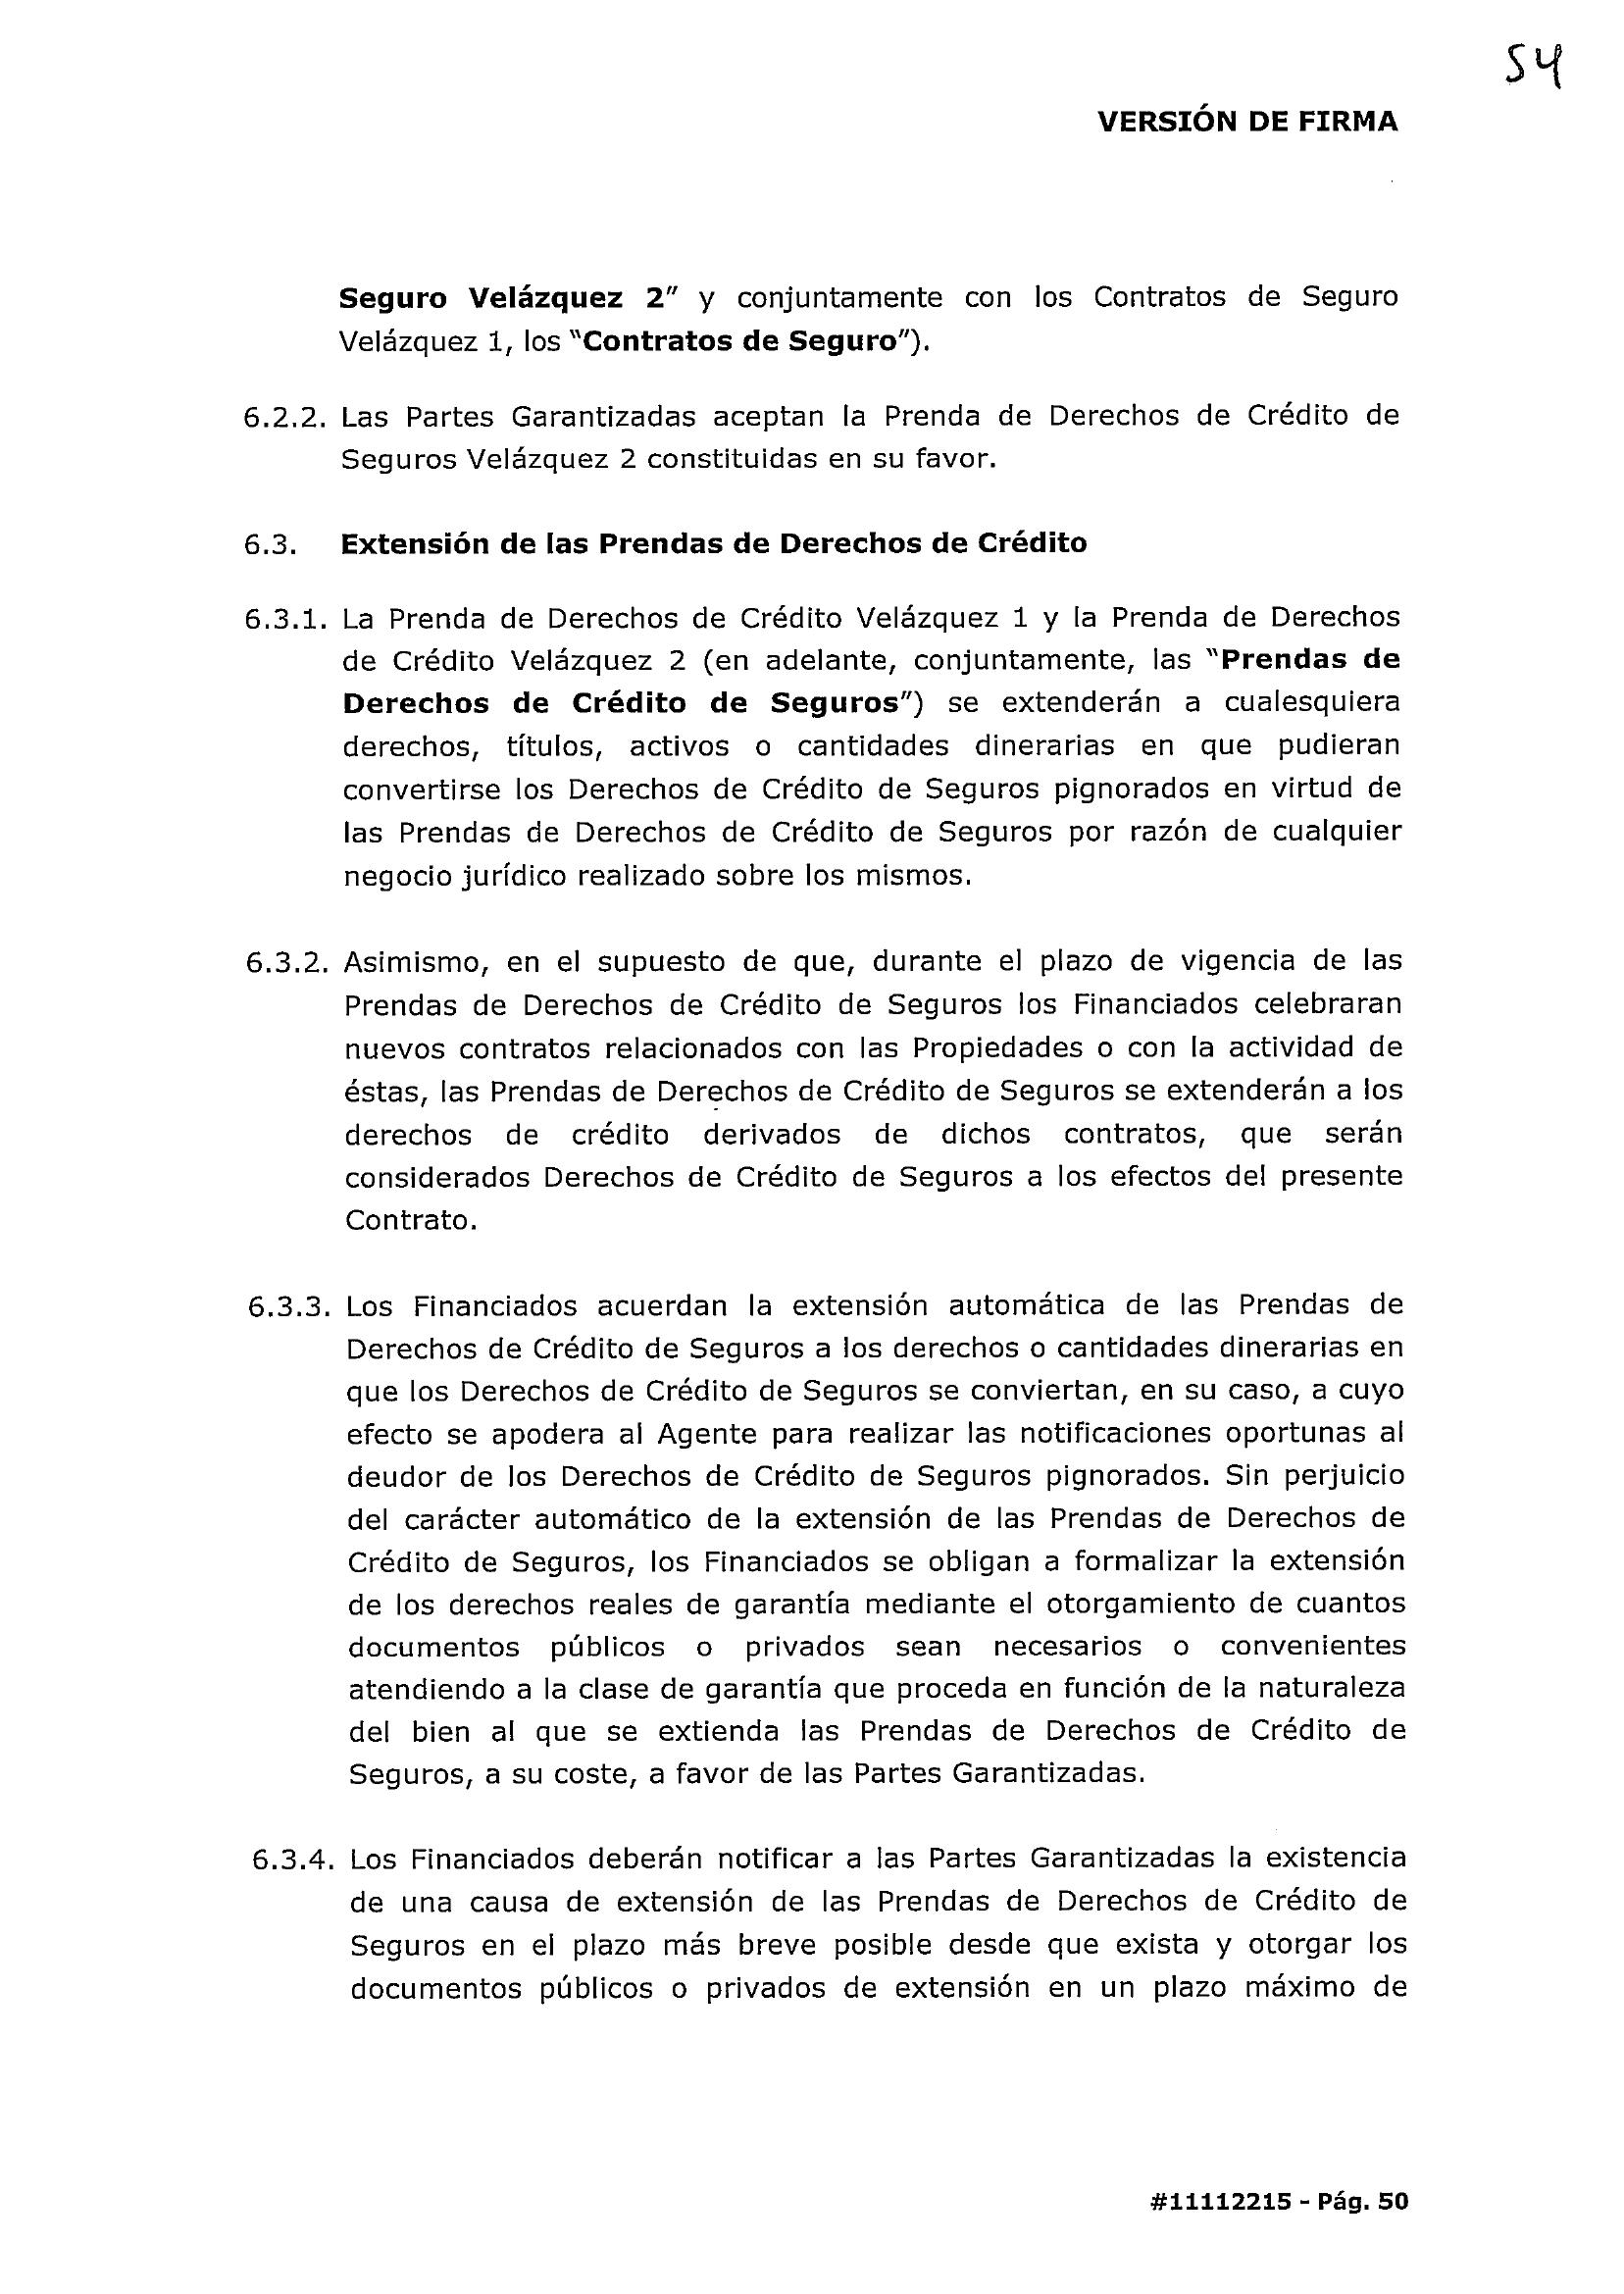 54
VERSIÓN DE FIRMA
Seguro Velázquez 2" y conjuntamente con los Contratos de Seguro
Velázquez 1, los "Contratos de Seguro").
6.2.2. Las Partes Garantizadas aceptan la Prenda de Derechos de Crédito de
Seguros Velázquez 2 constituidas en su favor.
6.3. Extensión de las Prendas de Derechos de Crédito
6.3.1. La Prenda de Derechos de Crédito Velázquez 1 y la Prenda de Derechos
de Crédito Velázquez 2 (en adelante, conjuntamente, las "Prendas de
Derechos de Crédito de Seguros") se extenderán a cualesquiera
derechos, títulos, activos o cantidades dinerarias en que pudieran
convertirse los Derechos de Crédito de Seguros pignorados en virtud de
las Prendas de Derechos de Crédito de Seguros por razón de cualquier
negocio jurídico realizado sobre los mismos.
6.3.2. Asimismo, en el supuesto de que, durante el plazo de vigencia de las
Prendas de Derechos de Crédito de Seguros los Financiados celebraran
nuevos contratos relacionados con las Propiedades o con la actividad de
éstas, las Prendas de Derechos de Crédito de Seguros se extenderán a los
derechos de crédito derivados de dichos contratos, que serán
considerados Derechos de Crédito de Seguros a los efectos del presente
Contrato.
6.3.3. Los Financiados acuerdan la extensión automática de las Prendas de
Derechos de Crédito de Seguros a los derechos o cantidades dinerarias en
que los Derechos de Crédito de Seguros se conviertan, en su caso, a cuyo
efecto se apodera al Agente para realizar las notificaciones oportunas al
deudor de los Derechos de Crédito de Seguros pignorados. Sin perjuicio
del carácter automático de la extensión de las Prendas de Derechos de
Crédito de Seguros, los Financiados se obligan a formalizar la extensión
de los derechos reales de garantía mediante el otorgamiento de cuantos
documentos públicos o privados sean necesarios o convenientes
atendiendo a la clase de garantía que proceda en función de la naturaleza
del bien al que se extienda las Prendas de Derechos de Crédito de
Seguros, a su coste, a favor de las Partes Garantizadas.
6.3.4. Los Financiados deberán notificar a las Partes Garantizadas la existencia
de una causa de extensión de las Prendas de Derechos de Crédito de
Seguros en el plazo más breve posible desde que exista y otorgar los
documentos públicos o privados de extensión en un plazo máximo de
#11112215 - Pág. 50